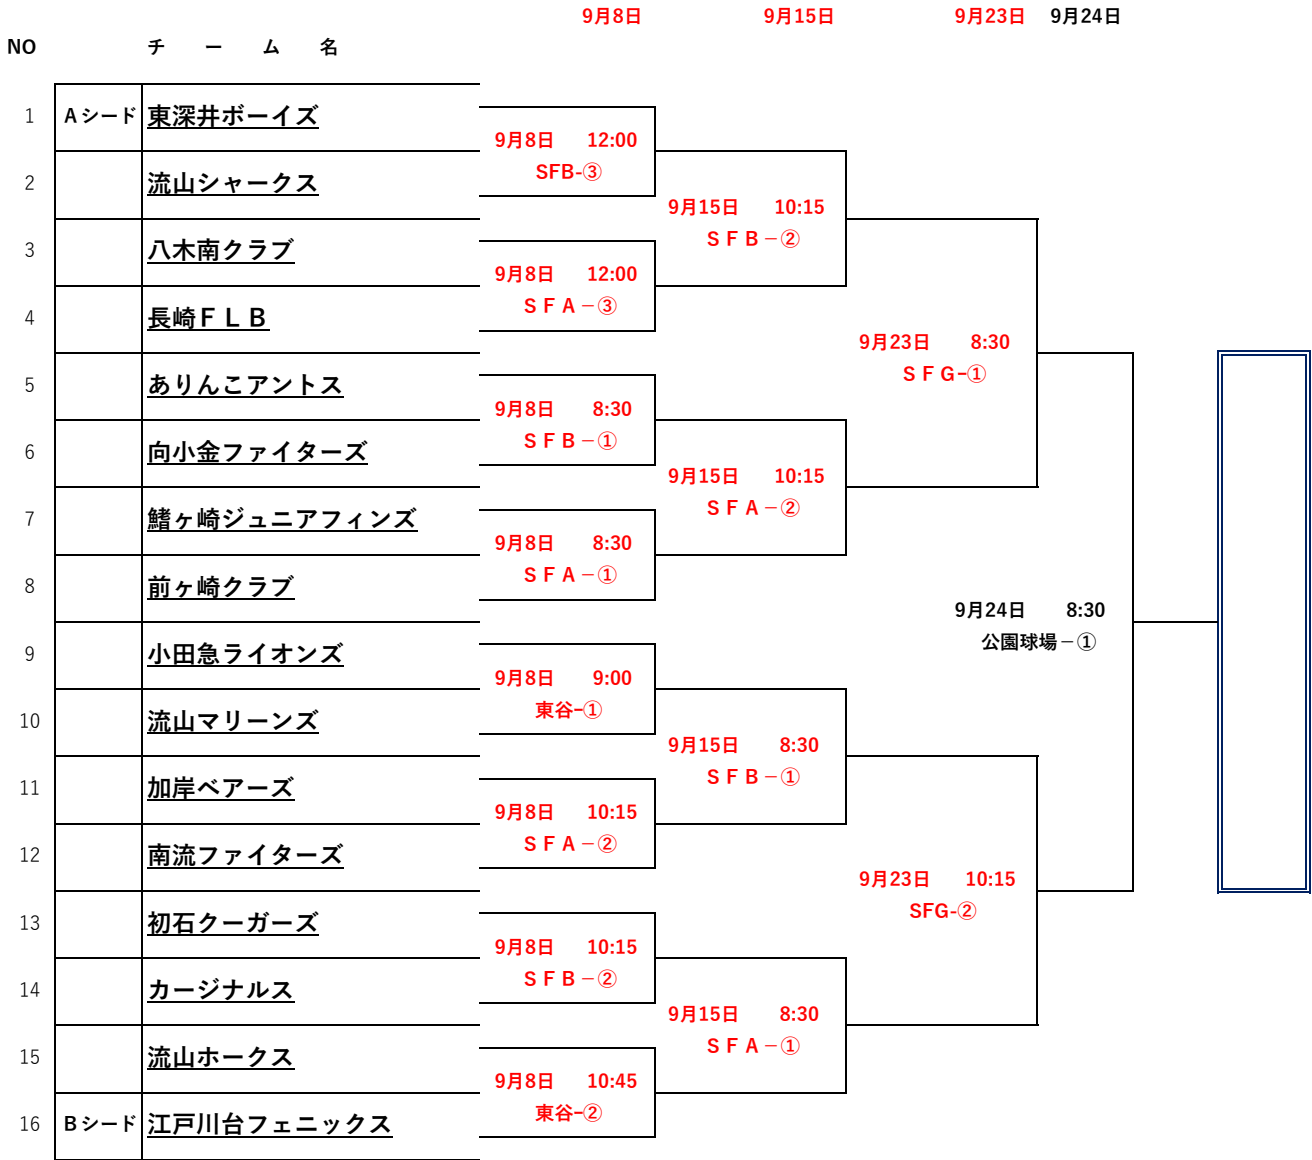 9月8日 9月15日 9月23日 9月24日
NO チ ー ム 名
1 Aシード 東深井ボーイズ
9月8日 12:00
SFB-③
2 流山シャークス
9月15日 10:15
ＳＦＢ－②
3 八木南クラブ
9月8日 12:00
ＳＦＡ－③
4 長崎ＦＬＢ
9月23日 8:30
ＳＦＧ-①
5 ありんこアントス
9月8日 8:30
ＳＦＢ－①
6 向小金ファイターズ
9月15日 10:15
ＳＦＡ－②
7 鰭ヶ崎ジュニアフィンズ
9月8日 8:30
ＳＦＡ－①
8 前ヶ崎クラブ
9月24日 8:30
公園球場－①
9 小田急ライオンズ
9月8日 9:00
東谷-①
10 流山マリーンズ
9月15日 8:30
ＳＦＢ－①
11 加岸ベアーズ
9月8日 10:15
ＳＦＡ－②
12 南流ファイターズ
9月23日 10:15
SFG-②
13 初石クーガーズ
9月8日 10:15
ＳＦＢ－②
14 カージナルス
9月15日 8:30
ＳＦＡ－①
15 流山ホークス
9月8日 10:45
東谷-②
16 Bシード 江戸川台フェニックス